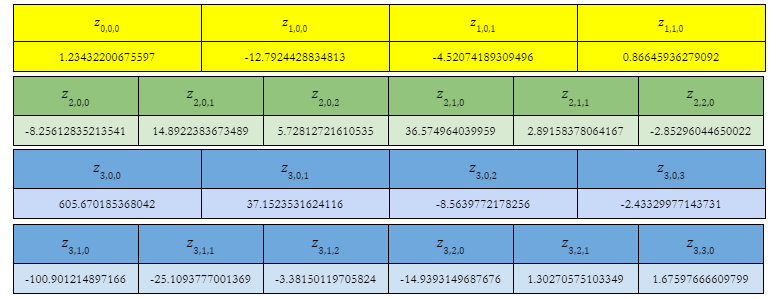 z0,0,0 z1,0,0 z1,0,1 z1,1,0
1.23432200675597 -12.7924428834813 -4.52074189309496 0.86645936279092
z2,0,0 z2,0,1 z2,0,2 z2,1,0 z2,1,1 z2,2,0
-8.25612835213541 14.8922383673489 5.72812721610535 36.574964039959 2.89158378064167 -2.85296044650022
z3,0,0 z3,0,1 z3,0,2 z3,0,3
605.670185368042 37.1523531624116 -8.5639772178256 -2.43329977143731
z3,1,0 z3,1,1 z3,1,2 z3,2,0 z3,2,1 z3,3,0
-100.901214897166 -25.1093777001369 -3.38150119705824 -14.9393149687676 1.30270575103349 1.67597666609799